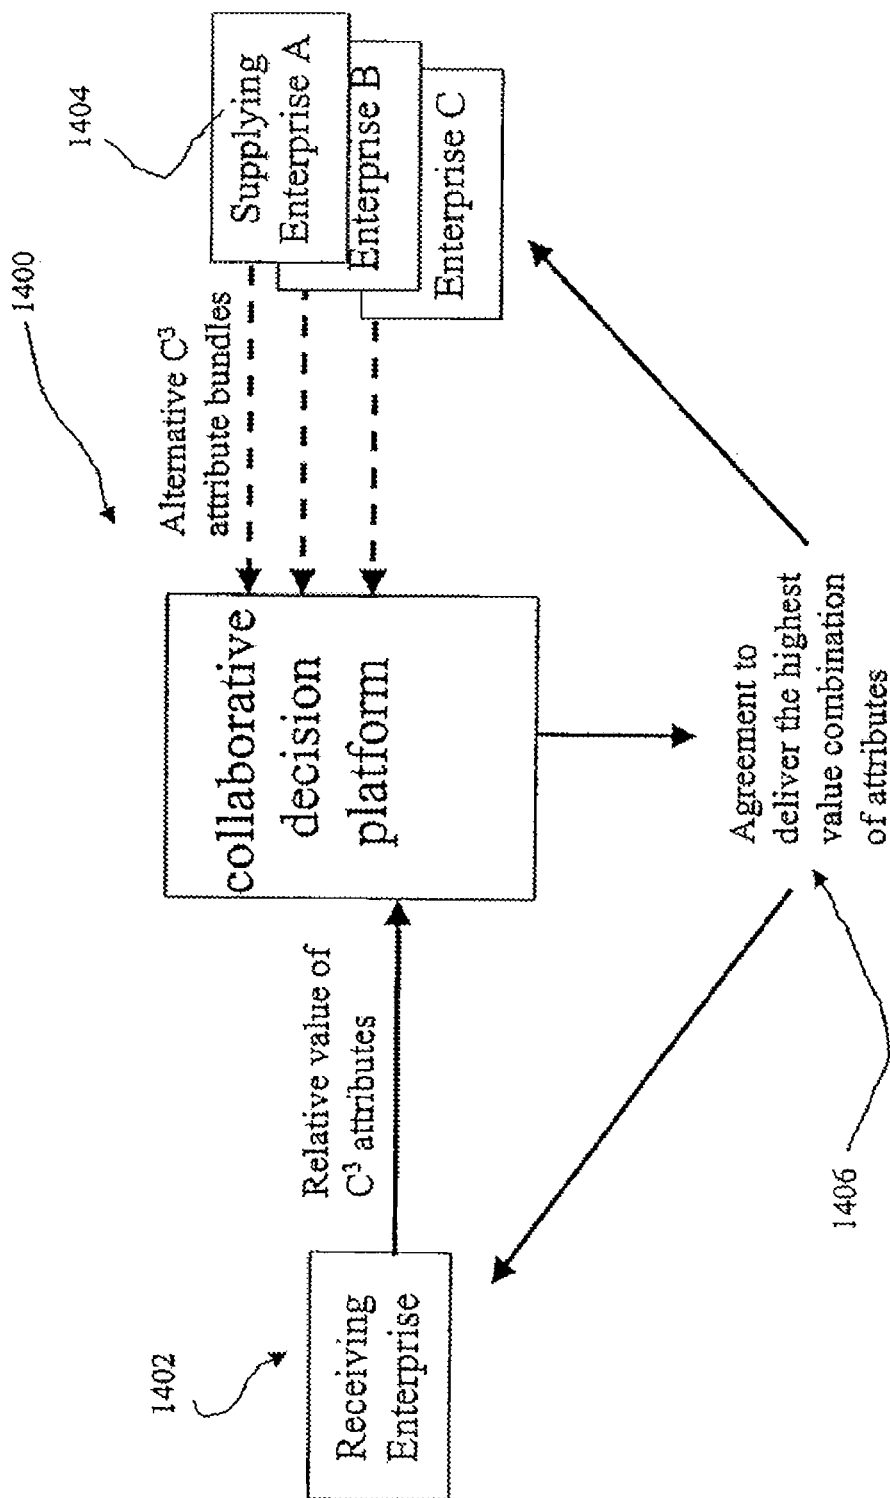 1400
1402
Receiving
Enterprise
Relative value of
C³ attributes
collaborative
decision
platform
Alternative C³
attribute bundles
1404
Supplying
Enterprise A
Enterprise B
Enterprise C
Agreement to
deliver the highest
value combination
of attributes
1406